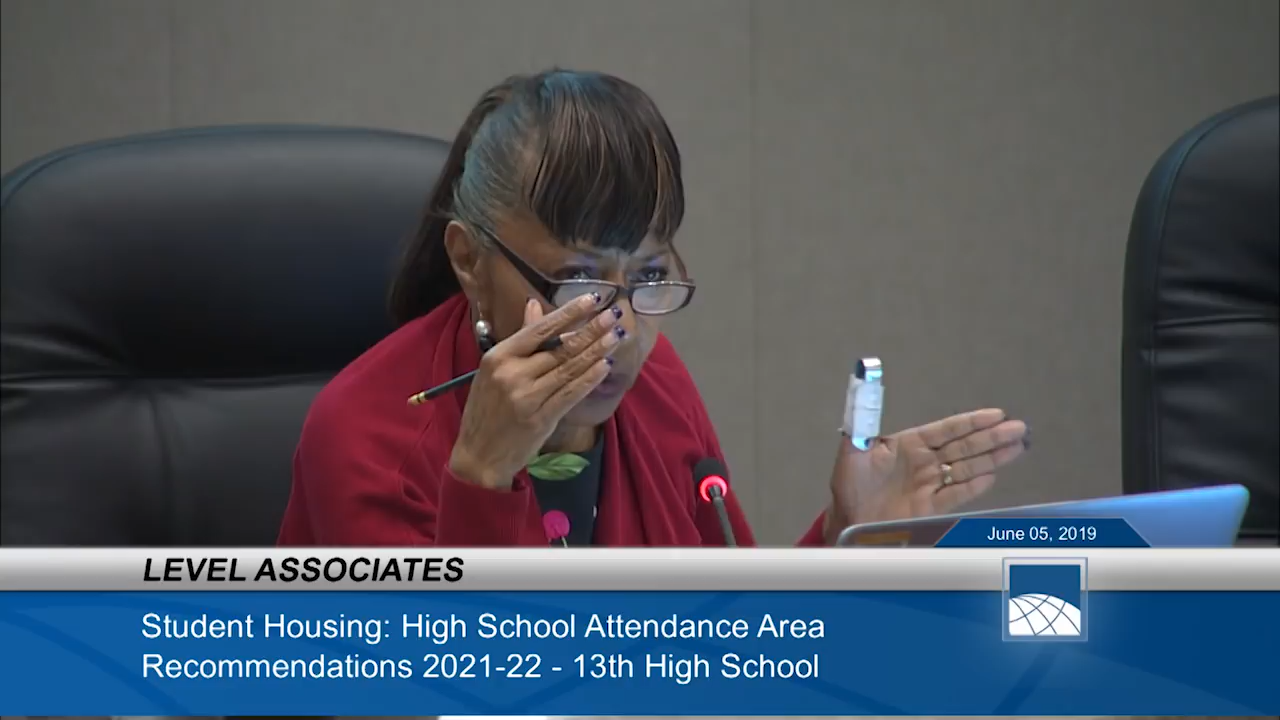 June 05, 2019
LEVEL ASSOCIATES
Student Housing: High School Attendance Area
Recommendations 2021-22 - 13th High School